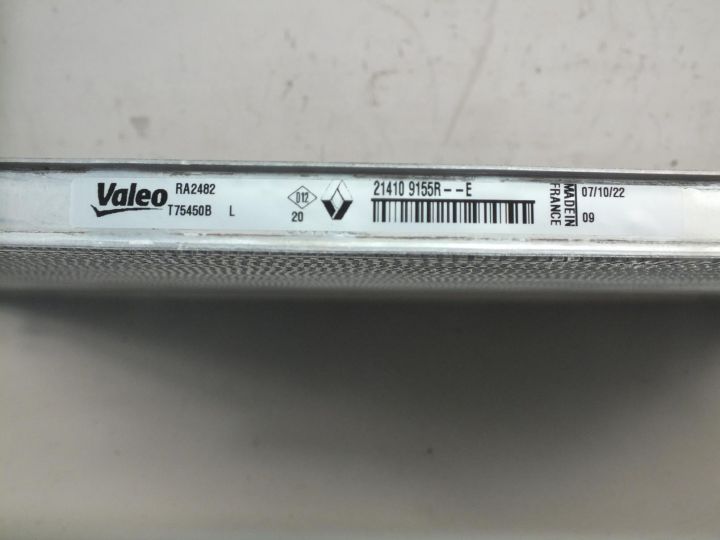 Valeo
RA2482
T75450B L
D12
20
21410 9155R--E
MADE IN
FRANCE
07/10/22
09